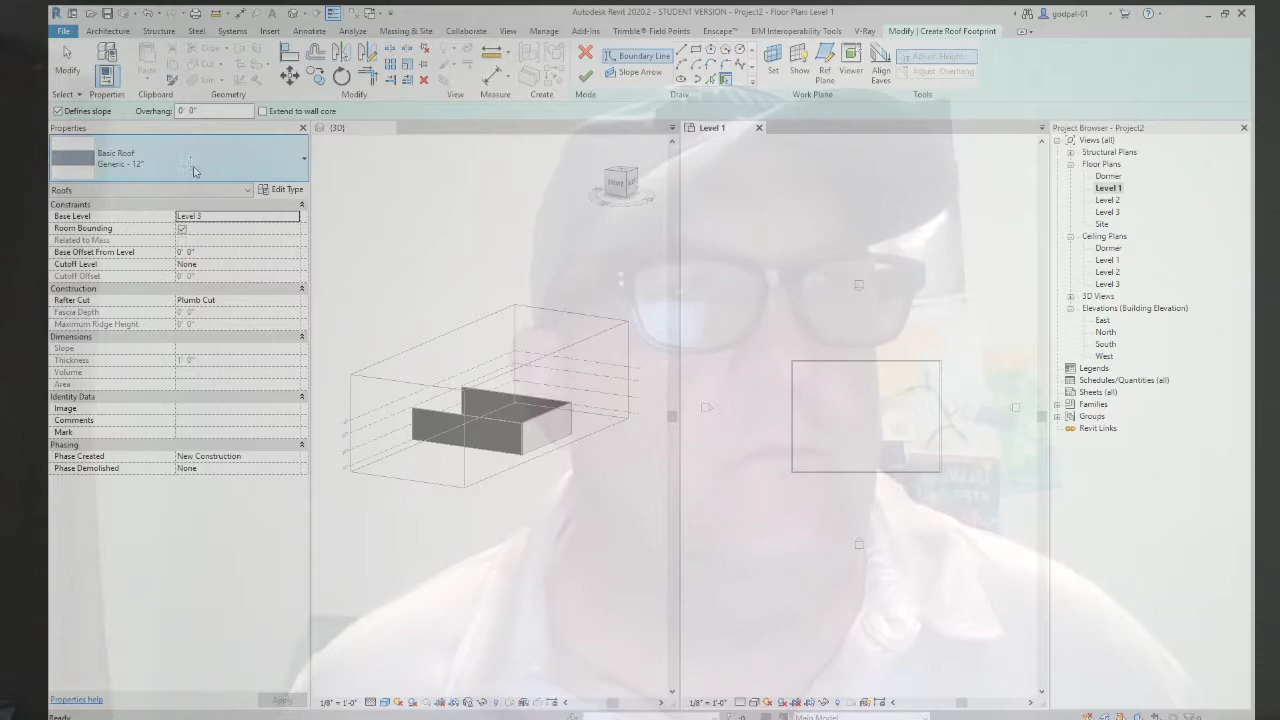 Autodesk Revit 2020.2 - STUDENT VERSION - Project2 - Floor Plan: Level 1
godpal-01
File Architecture Structure Steel Systems Insert Annotate Analyze Massing & Site Collaborate View Manage Add-Ins Trimble® Field Points Enscape™ BIM Interoperability Tools V-Ray Modify | Create Roof Footprint
Modify
Paste
Cope
Boundary Line
Slope Arrow
Set Show Ref Plane Viewer Align Eaves
Adjust Height
Adjust Overhang
Select Properties Clipboard Geometry Modify View Measure Create Mode Draw Work Plane Tools
Defines slope Overhang: 0' 0" Extend to wall core
Properties
Basic Roof
Generic - 12"
Roofs Edit Type
Constraints
Base Level Level 3
Room Bounding
Related to Mass
Base Offset From Level 0' 0"
Cutoff Level None
Cutoff Offset 0' 0"
Construction
Rafter Cut Plumb Cut
Fascia Depth 0' 0"
Maximum Ridge Height 0' 0"
Dimensions
Slope
Thickness 1' 0"
Volume
Area
Identity Data
Image
Comments
Mark
Phasing
Phase Created New Construction
Phase Demolished None
Properties help Apply
Ready
{3D}
1/8" = 1'-0"
Level 1
1/8" = 1'-0"
Main Model
Project Browser - Project2
Views (all)
Structural Plans
Floor Plans
Dormer
Level 1
Level 2
Level 3
Site
Ceiling Plans
Dormer
Level 1
Level 2
Level 3
3D Views
Elevations (Building Elevation)
East
North
South
West
Legends
Schedules/Quantities (all)
Sheets (all)
Families
Groups
Revit Links